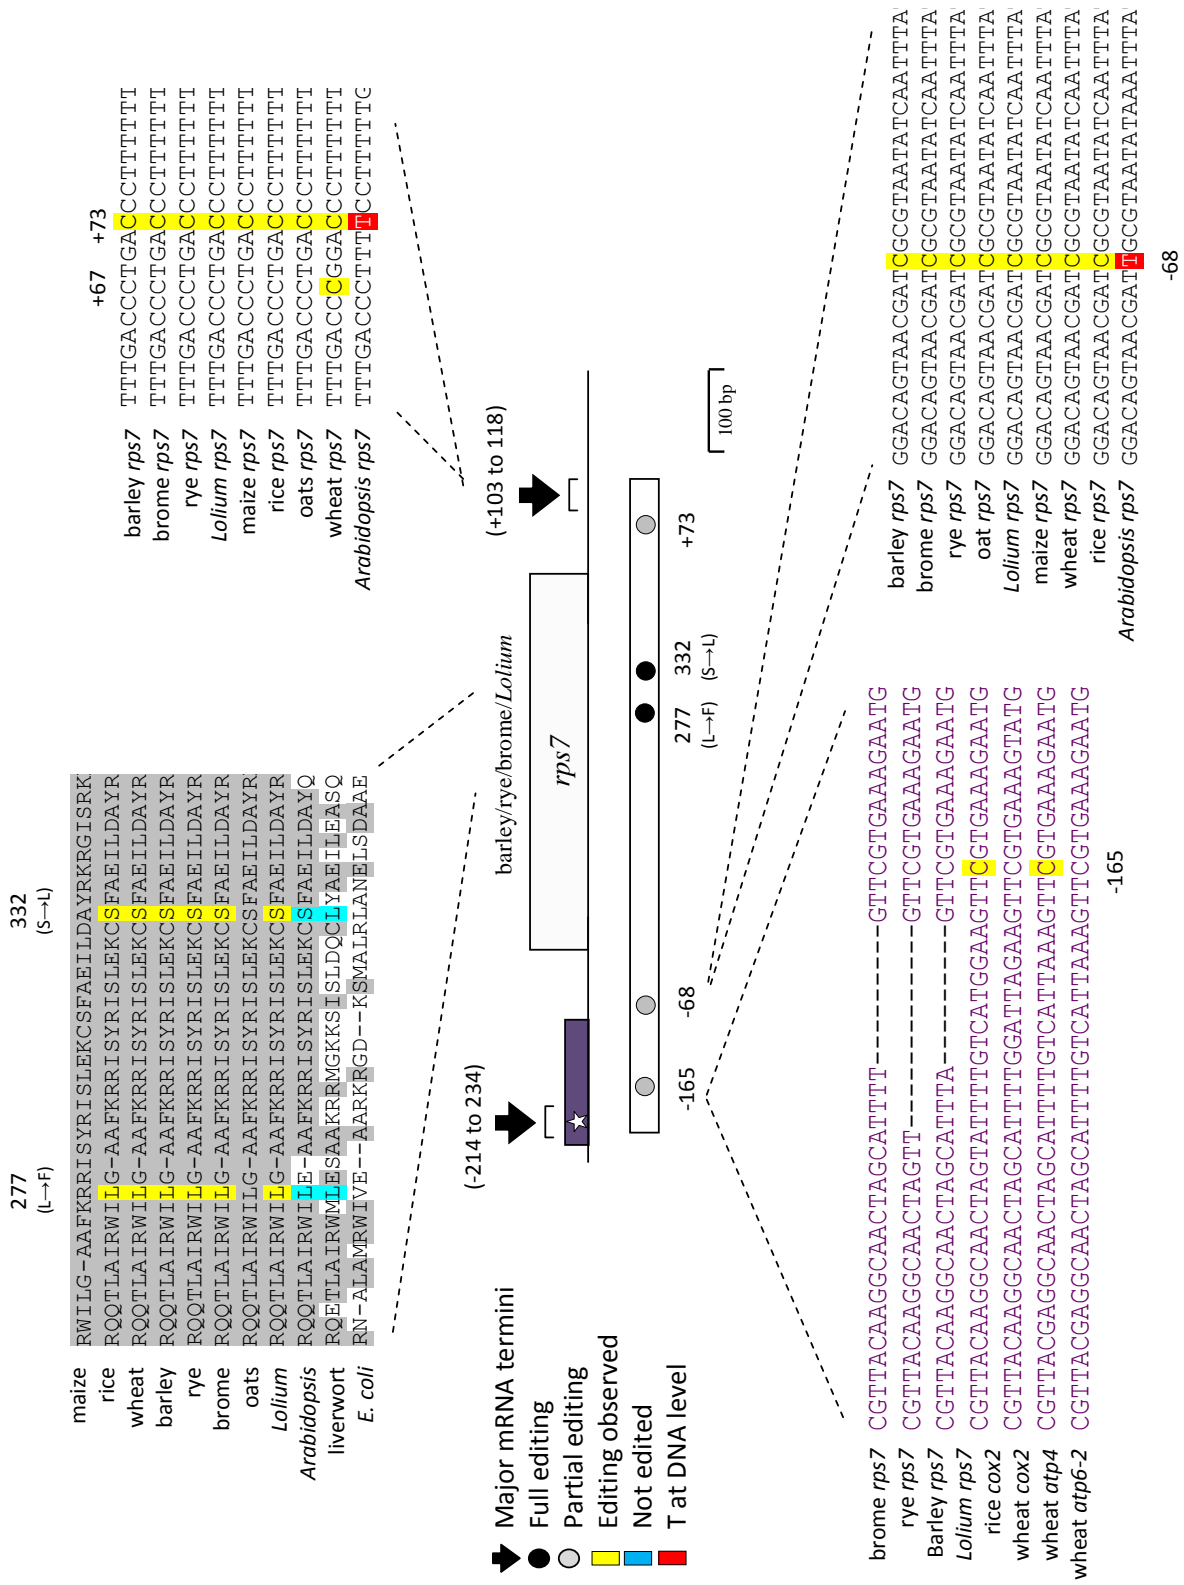 277 332
(L→F) (S→L)
maize RWILG-AAFKRRISYRISLEKCSFAEILDAYRKRGISRK
rice RQQTLAIRWILG-AAFKRRISYRISLEKCSFAEILDAYR
wheat RQQTLAIRWILG-AAFKRRISYRISLEKCSFAEILDAYR
barley RQQTLAIRWILG-AAFKRRISYRISLEKCSFAEILDAYR
rye RQQTLAIRWILG-AAFKRRISYRISLEKCSFAEILDAYR
brome RQQTLAIRWILG-AAFKRRISYRISLEKCSFAEILDAYR
oats RQQTLAIRWILG-AAFKRRISYRISLEKCSFAEILDAYR
Lolium RQQTLAIRWILG-AAFKRRISYRISLEKCSFAEILDAYR
Arabidopsis RQQTLAIRWILE-AAFKRRISYRISLEKCSFAEILDAYQ
liverwort RQETLAIRWMLESAAKRRMGKKSISLDQCLYAEILEASQ
E. coli RN-ALAMRWIVE--AARKRGD--KSMALRLANELSDAAE
+67 +73
barley rps7 TTTGACCCTGACCCTTTTTT
brome rps7 TTTGACCCTGACCCTTTTTT
rye rps7 TTTGACCCTGACCCTTTTTT
Lolium rps7 TTTGACCCTGACCCTTTTTT
maize rps7 TTTGACCCTGACCCTTTTTT
rice rps7 TTTGACCCTGACCCTTTTTT
oats rps7 TTTGACCCTGACCCTTTTTT
wheat rps7 TTTGACCCGGACCCTTTTTT
Arabidopsis rps7 TTTGACCCTTTTCCTTTTTG
Major mRNA termini
Full editing
Partial editing
Editing observed
Not edited
T at DNA level
(-214 to 234)
barley/rye/brome/Lolium
(+103 to 118)
rps7
-165 -68 277 332 +73
(L→F) (S→L)
100 bp
brome rps7 CGTTACAAGGCAACTAGCATTTT---------GTTCGTGAAAGAATG
rye rps7 CGTTACAAGGCAACTAGTT-------------GTTCGTGAAAGAATG
Barley rps7 CGTTACAAGGCAACTAGCATTTA---------GTTCGTGAAAGAATG
Lolium rps7 CGTTACAAGGCAACTAGTATTTTGTCATGGAAGTTCGTGAAAGAATG
rice cox2 CGTTACAAGGCAACTAGCATTTTGGATTAGAAGTTCGTGAAAGTATG
wheat cox2
wheat atp4 CGTTACGAGGCAACTAGCATTTTGTCATTAAAGTTCGTGAAAGAATG
wheat atp6-2 CGTTACGAGGCAACTAGCATTTTGTCATTAAAGTTCGTGAAAGAATG
-165
barley rps7 GGACAGTAACGATCGCGTAATATCAATTTA
brome rps7 GGACAGTAACGATCGCGTAATATCAATTTA
rye rps7 GGACAGTAACGATCGCGTAATATCAATTTA
oat rps7 GGACAGTAACGATCGCGTAATATCAATTTA
Lolium rps7 GGACAGTAACGATCGCGTAATATCAATTTA
maize rps7 GGACAGTAACGATCGCGTAATATCAATTTA
wheat rps7 GGACAGTAACGATCGCGTAATATCAATTTA
rice rps7 GGACAGTAACGATCGCGTAATATCAATTTA
Arabidopsis rps7 GGACAGTAACGATTGCGTAATATAAATTTA
-68